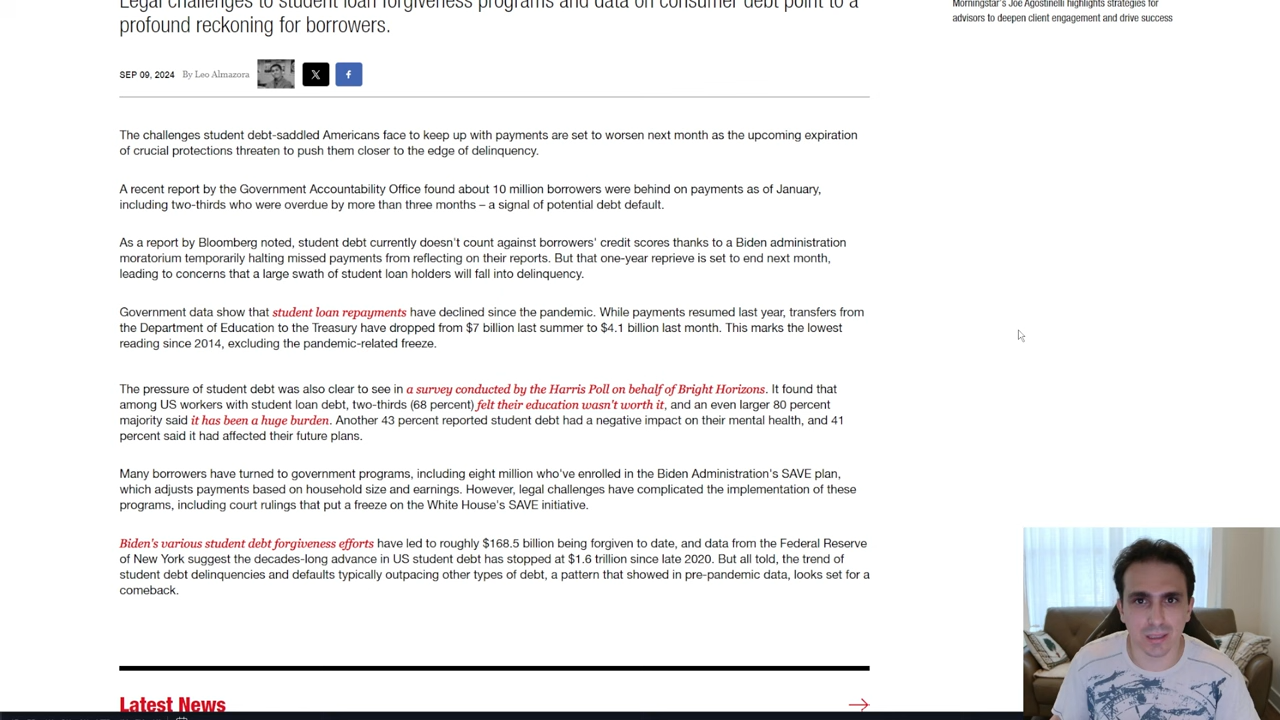 Legal challenges to student loan forgiveness programs and data on consumer debt point to a
profound reckoning for borrowers.
Morningstar's Joe Agostinelli highlights strategies for
advisors to deepen client engagement and drive success
SEP 09, 2024 By Leo Almazora
The challenges student debt-saddled Americans face to keep up with payments are set to worsen next month as the upcoming expiration
of crucial protections threaten to push them closer to the edge of delinquency.
A recent report by the Government Accountability Office found about 10 million borrowers were behind on payments as of January,
including two-thirds who were overdue by more than three months – a signal of potential debt default.
As a report by Bloomberg noted, student debt currently doesn't count against borrowers' credit scores thanks to a Biden administration
moratorium temporarily halting missed payments from reflecting on their reports. But that one-year reprieve is set to end next month,
leading to concerns that a large swath of student loan holders will fall into delinquency.
Government data show that student loan repayments have declined since the pandemic. While payments resumed last year, transfers from
the Department of Education to the Treasury have dropped from $7 billion last summer to $4.1 billion last month. This marks the lowest
reading since 2014, excluding the pandemic-related freeze.
The pressure of student debt was also clear to see in a survey conducted by the Harris Poll on behalf of Bright Horizons. It found that
among US workers with student loan debt, two-thirds (68 percent) felt their education wasn't worth it, and an even larger 80 percent
majority said it has been a huge burden. Another 43 percent reported student debt had a negative impact on their mental health, and 41
percent said it had affected their future plans.
Many borrowers have turned to government programs, including eight million who've enrolled in the Biden Administration's SAVE plan,
which adjusts payments based on household size and earnings. However, legal challenges have complicated the implementation of these
programs, including court rulings that put a freeze on the White House's SAVE initiative.
Biden's various student debt forgiveness efforts have led to roughly $168.5 billion being forgiven to date, and data from the Federal Reserve
of New York suggest the decades-long advance in US student debt has stopped at $1.6 trillion since late 2020. But all told, the trend of
student debt delinquencies and defaults typically outpacing other types of debt, a pattern that showed in pre-pandemic data, looks set for a
comeback.
Latest News